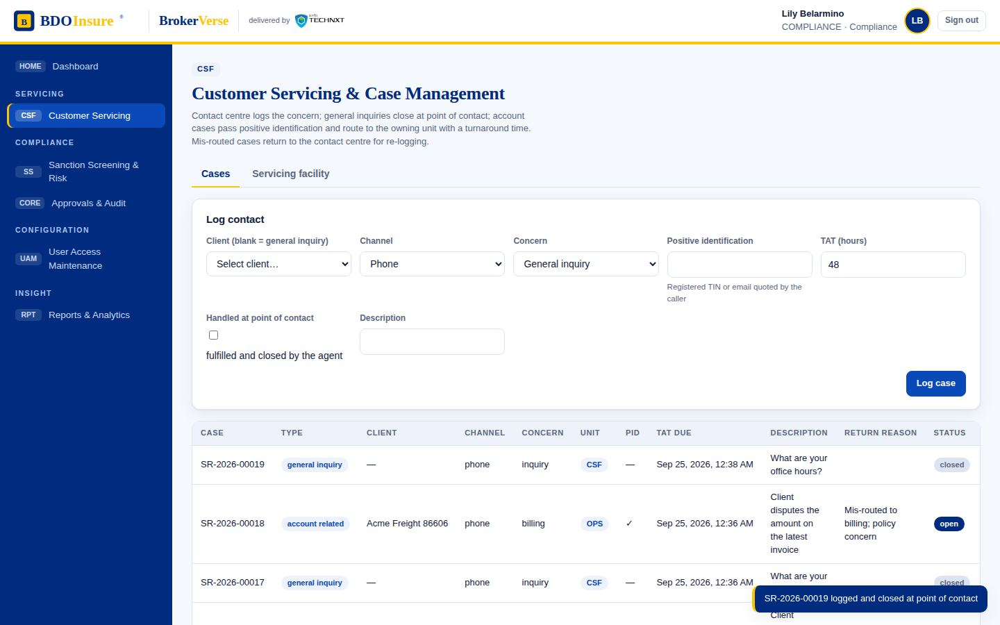 B BDOInsure ®
BrokerVerse
delivered by TECHNXT
Lily Belarmino
COMPLIANCE · Compliance
LB
Sign out
HOME Dashboard
SERVICING
CSF Customer Servicing
COMPLIANCE
SS Sanction Screening &
Risk
CORE Approvals & Audit
CONFIGURATION
UAM User Access
Maintenance
INSIGHT
RPT Reports & Analytics
CSF
Customer Servicing & Case Management
Contact centre logs the concern; general inquiries close at point of contact; account
cases pass positive identification and route to the owning unit with a turnaround time.
Mis-routed cases return to the contact centre for re-logging.
Cases Servicing facility
Log contact
Client (blank = general inquiry) Channel Concern Positive identification TAT (hours)
Select client… Phone General inquiry 48
Registered TIN or email quoted by the
caller
Handled at point of contact Description
fulfilled and closed by the agent
Log case
CASE TYPE CLIENT CHANNEL CONCERN UNIT PID TAT DUE DESCRIPTION RETURN REASON STATUS
SR-2026-00019 general inquiry — phone inquiry CSF — Sep 25, 2026, 12:38 AM What are your
office hours? closed
SR-2026-00018 account related Acme Freight 86606 phone billing OPS ✓ Sep 25, 2026, 12:36 AM Client
disputes the
amount on
the latest
invoice
Mis-routed to
billing; policy
concern
open
SR-2026-00017 general inquiry — phone inquiry CSF — Sep 25, 2026, 12:36 AM What are your
closed
SR-2026-00019 logged and closed at point of contact
Client